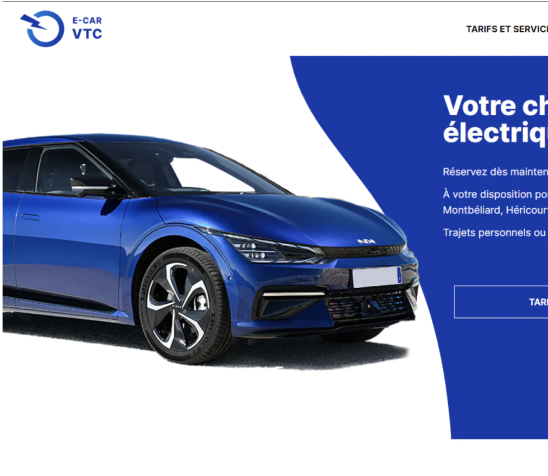 E-CAR
VTC
TARIFS ET SERVIC
Votre ch
électriq
Réservez dès mainten
À votre disposition po
Montbéliard, Héricour
Trajets personnels ou
TAR
KIA